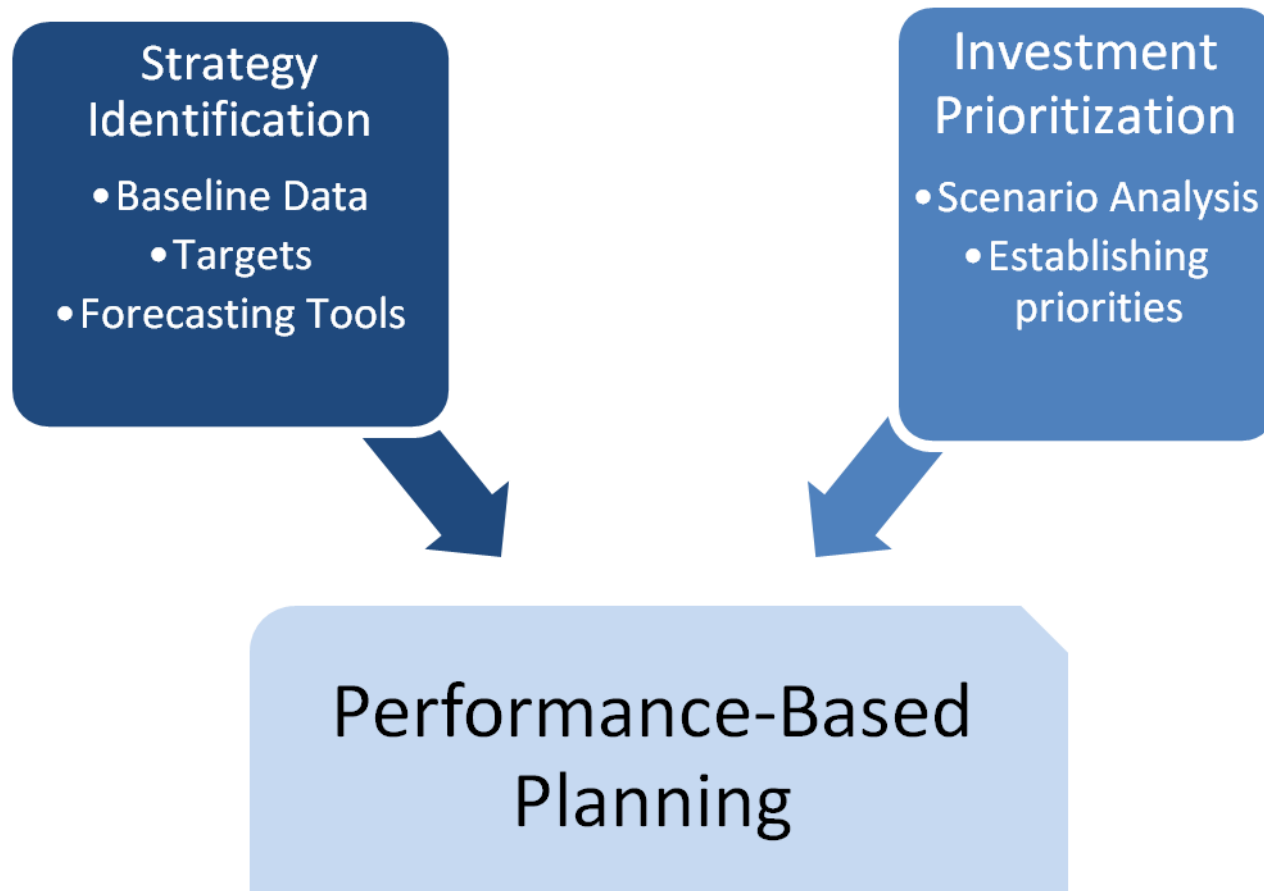 Strategy
Identification
•Baseline Data
•Targets
•Forecasting Tools
Investment
Prioritization
•Scenario Analysis
•Establishing
priorities
Performance-Based
Planning